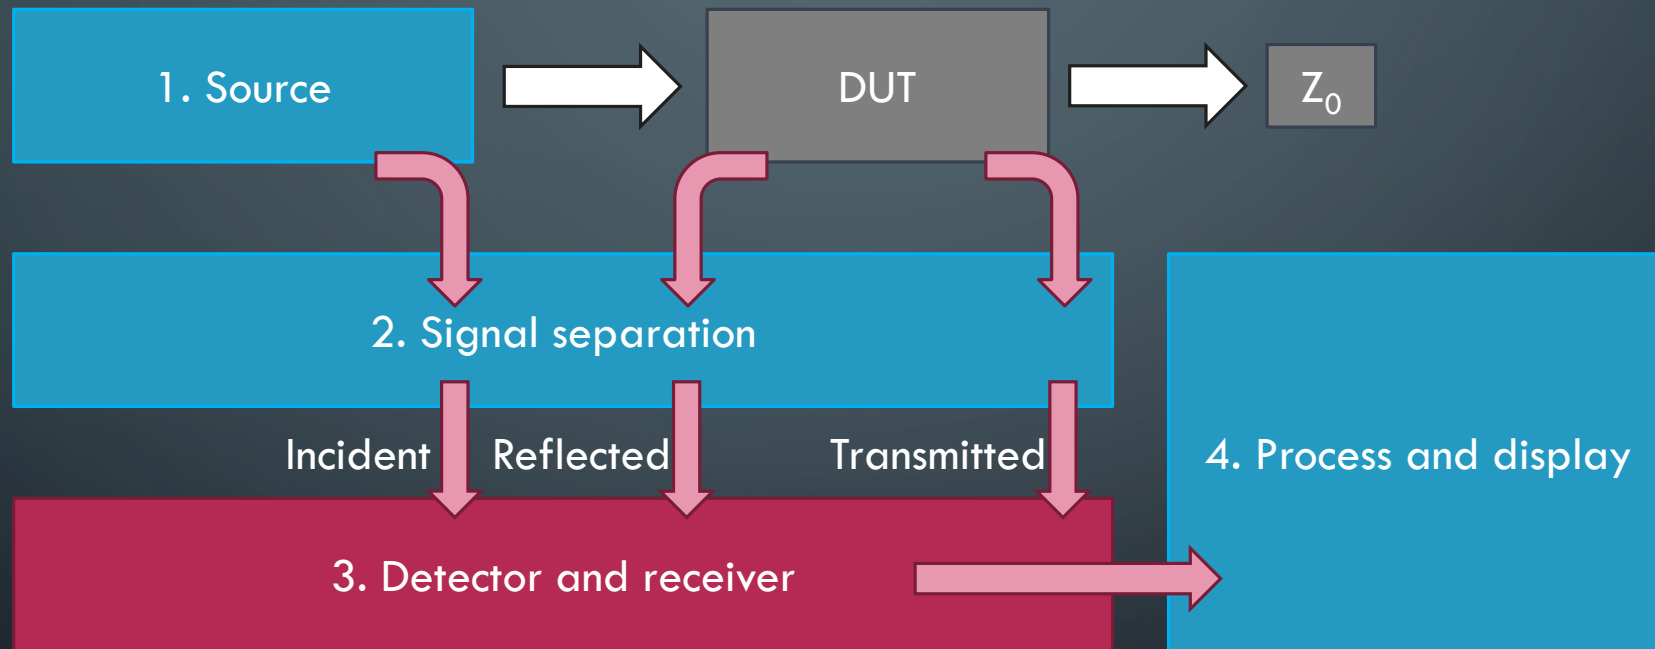 1. Source
DUT
Z₀
2. Signal separation
Incident
Reflected
Transmitted
4. Process and display
3. Detector and receiver